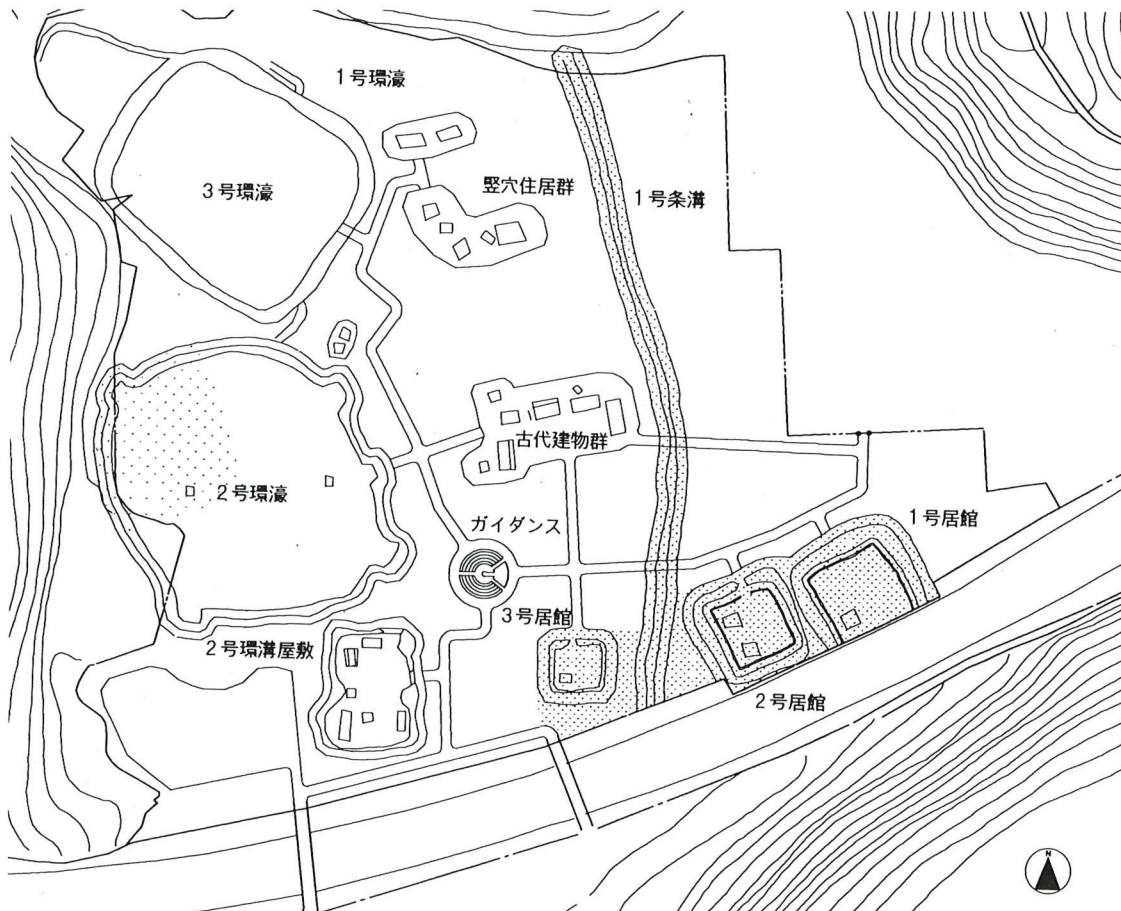 1号環濠
3号環濠
竪穴住居群
1号条溝
古代建物群
2号環濠
ガイダンス
1号居館
3号居館
2号環溝屋敷
2号居館
N